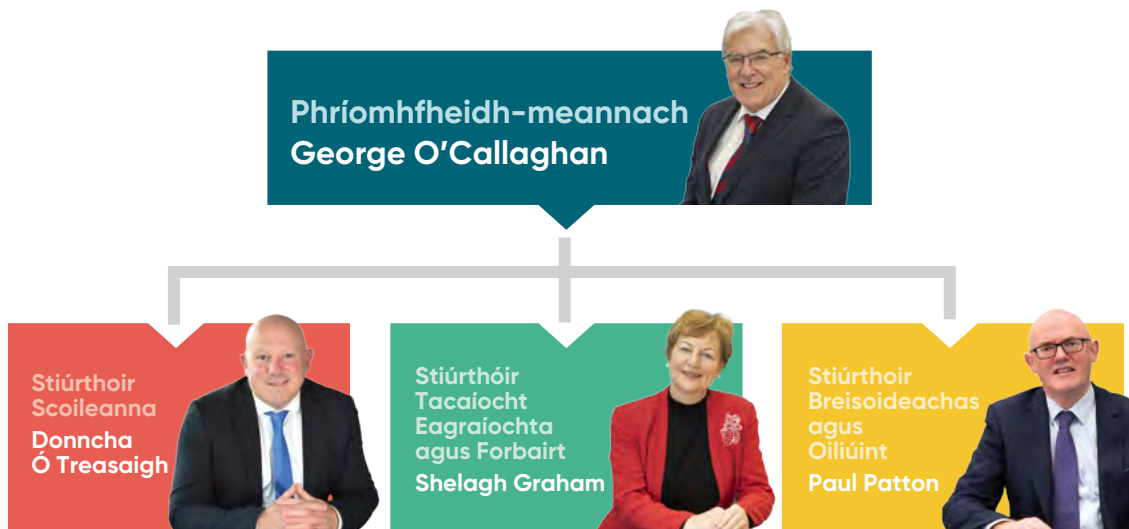 Phríomhfheidh-meannach
George O'Callaghan
Stiúrthoir
Scoileanna
Donncha
Ó Treasaigh
Stiúrthóir
Tacaíocht
Eagraíochta
agus Forbairt
Shelagh Graham
Stiúrthoir
Breisoideachas
agus
Oiliúint
Paul Patton